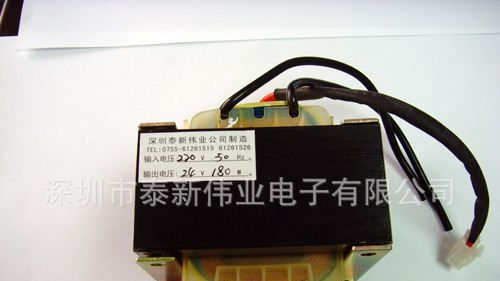 深圳泰新伟业公司制造
TEL:0755-61261515 61261526
输入电压:220 V 50 Hz
输出电压:24 V 180 W
深圳市泰新伟业电子有限公司